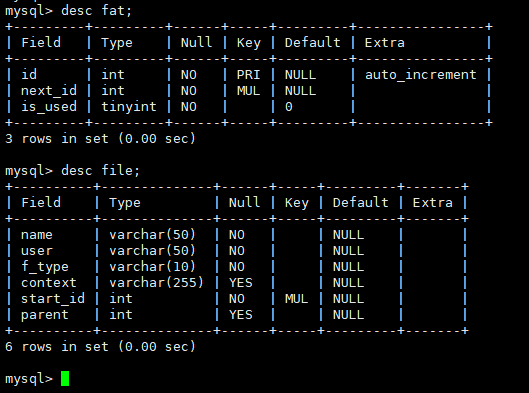 mysql> desc fat;
+---------+---------+------+-----+---------+----------------+
| Field   | Type    | Null | Key | Default | Extra          |
+---------+---------+------+-----+---------+----------------+
| id      | int     | NO   | PRI | NULL    | auto_increment |
| next_id | int     | NO   | MUL | NULL    |                |
| is_used | tinyint | NO   |     | 0       |                |
+---------+---------+------+-----+---------+----------------+
3 rows in set (0.00 sec)
mysql> desc file;
+----------+--------------+------+-----+---------+-------+
| Field    | Type         | Null | Key | Default | Extra |
+----------+--------------+------+-----+---------+-------+
| name     | varchar(50)  | NO   |     | NULL    |       |
| user     | varchar(50)  | NO   |     | NULL    |       |
| f_type   | varchar(10)  | NO   |     | NULL    |       |
| context  | varchar(255) | YES  |     | NULL    |       |
| start_id | int          | NO   | MUL | NULL    |       |
| parent   | int          | YES  |     | NULL    |       |
+----------+--------------+------+-----+---------+-------+
6 rows in set (0.00 sec)
mysql>